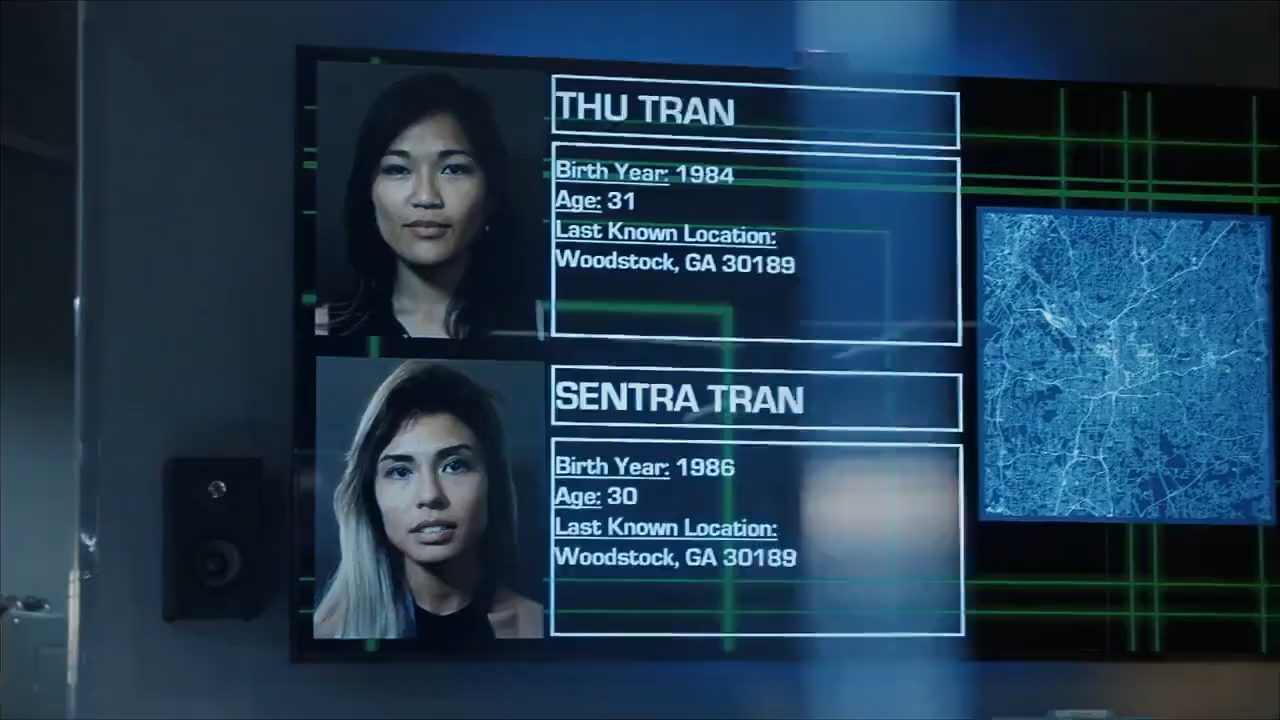 THU TRAN
Birth Year: 1984
Age: 31
Last Known Location:
Woodstock, GA 30189
SENTRA TRAN
Birth Year: 1986
Age: 30
Last Known Location:
Woodstock, GA 30189